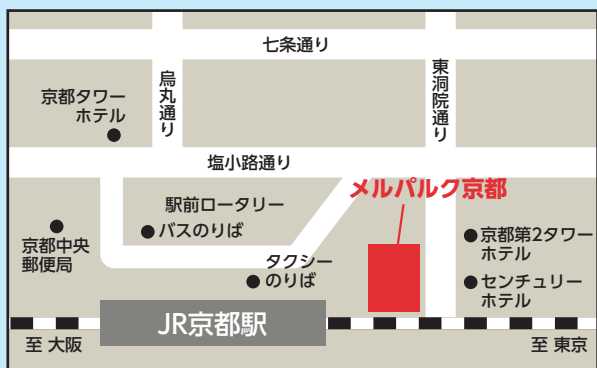 七条通り
烏丸通り
東洞院通り
京都タワー
ホテル
塩小路通り
メルパルク京都
駅前ロータリー
バスのりば
京都中央
郵便局
タクシー
のりば
京都第2タワー
ホテル
センチュリー
ホテル
JR京都駅
至 大阪
至 東京